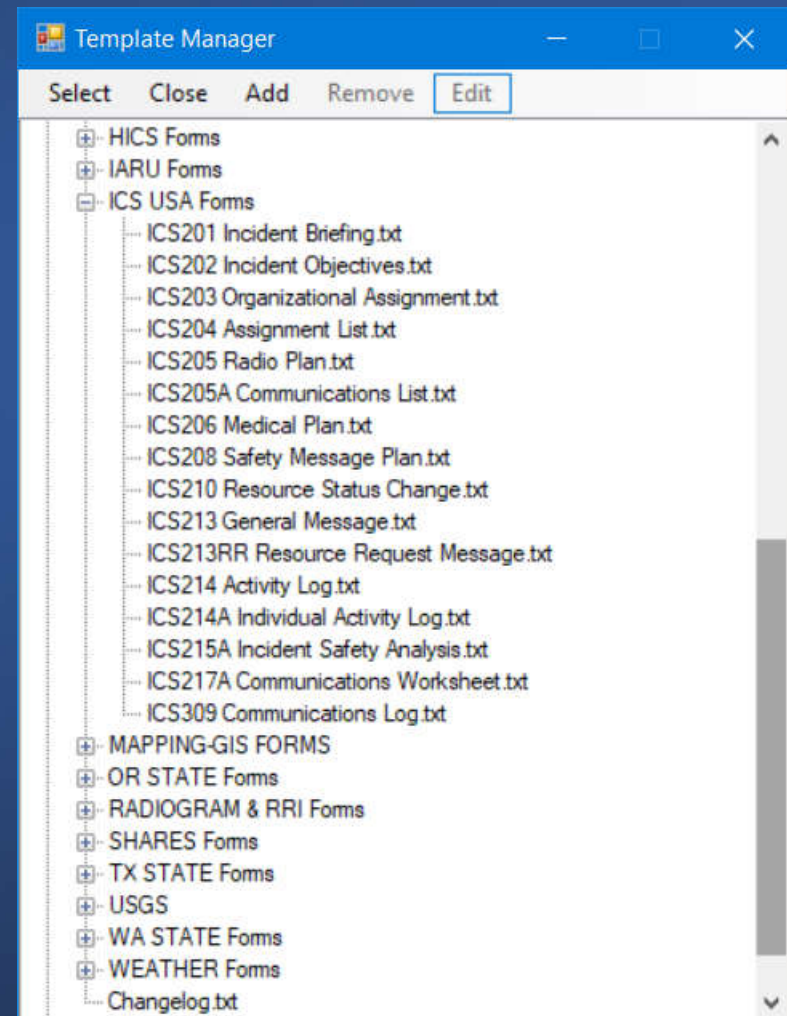 Template Manager
Select Close Add Remove Edit
HICS Forms
IARU Forms
ICS USA Forms
ICS201 Incident Briefing.txt
ICS202 Incident Objectives.txt
ICS203 Organizational Assignment.txt
ICS204 Assignment List.txt
ICS205 Radio Plan.txt
ICS205A Communications List.txt
ICS206 Medical Plan.txt
ICS208 Safety Message Plan.txt
ICS210 Resource Status Change.txt
ICS213 General Message.txt
ICS213RR Resource Request Message.txt
ICS214 Activity Log.txt
ICS214A Individual Activity Log.txt
ICS215A Incident Safety Analysis.txt
ICS217A Communications Worksheet.txt
ICS309 Communications Log.txt
MAPPING-GIS FORMS
OR STATE Forms
RADIOGRAM & RRI Forms
SHARES Forms
TX STATE Forms
USGS
WA STATE Forms
WEATHER Forms
Changelog.txt